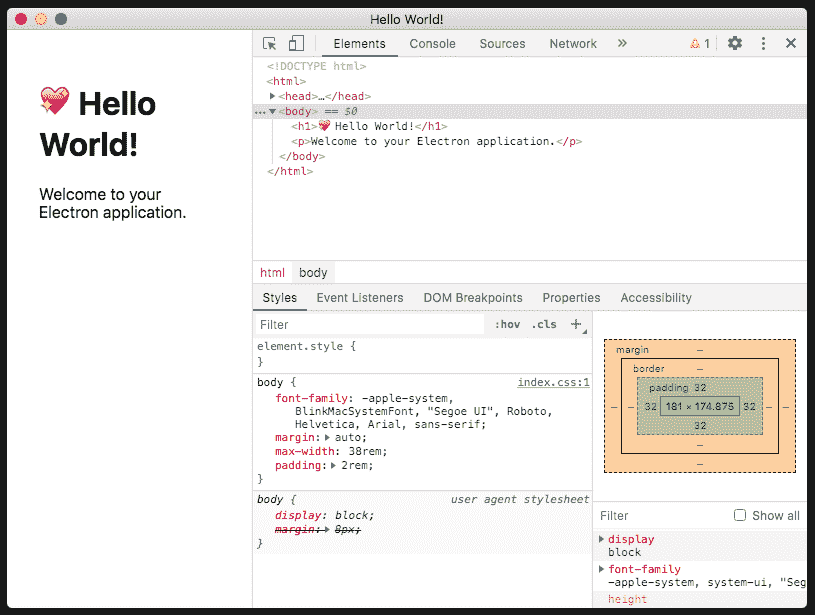 Hello World!
💖 Hello
World!
Welcome to your
Electron application.
Elements Console Sources Network » 1
<!DOCTYPE html>
<html>
▶<head>…</head>
…▼<body> == $0
<h1>💖 Hello World!</h1>
<p>Welcome to your Electron application.</p>
</body>
</html>
html body
Styles Event Listeners DOM Breakpoints Properties Accessibility
Filter :hov .cls +
element.style {
}
body { index.css:1
font-family: -apple-system,
BlinkMacSystemFont, "Segoe UI", Roboto,
Helvetica, Arial, sans-serif;
margin:▶ auto;
max-width: 38rem;
padding:▶ 2rem;
}
body { user agent stylesheet
display: block;
margin:▶ 8px;
}
margin –
border –
padding 32
– – 32 181 × 174.875 32 – –
32
–
–
Filter Show all
▶ display
block
▶ font-family
-apple-system, system-ui, "Seg
height